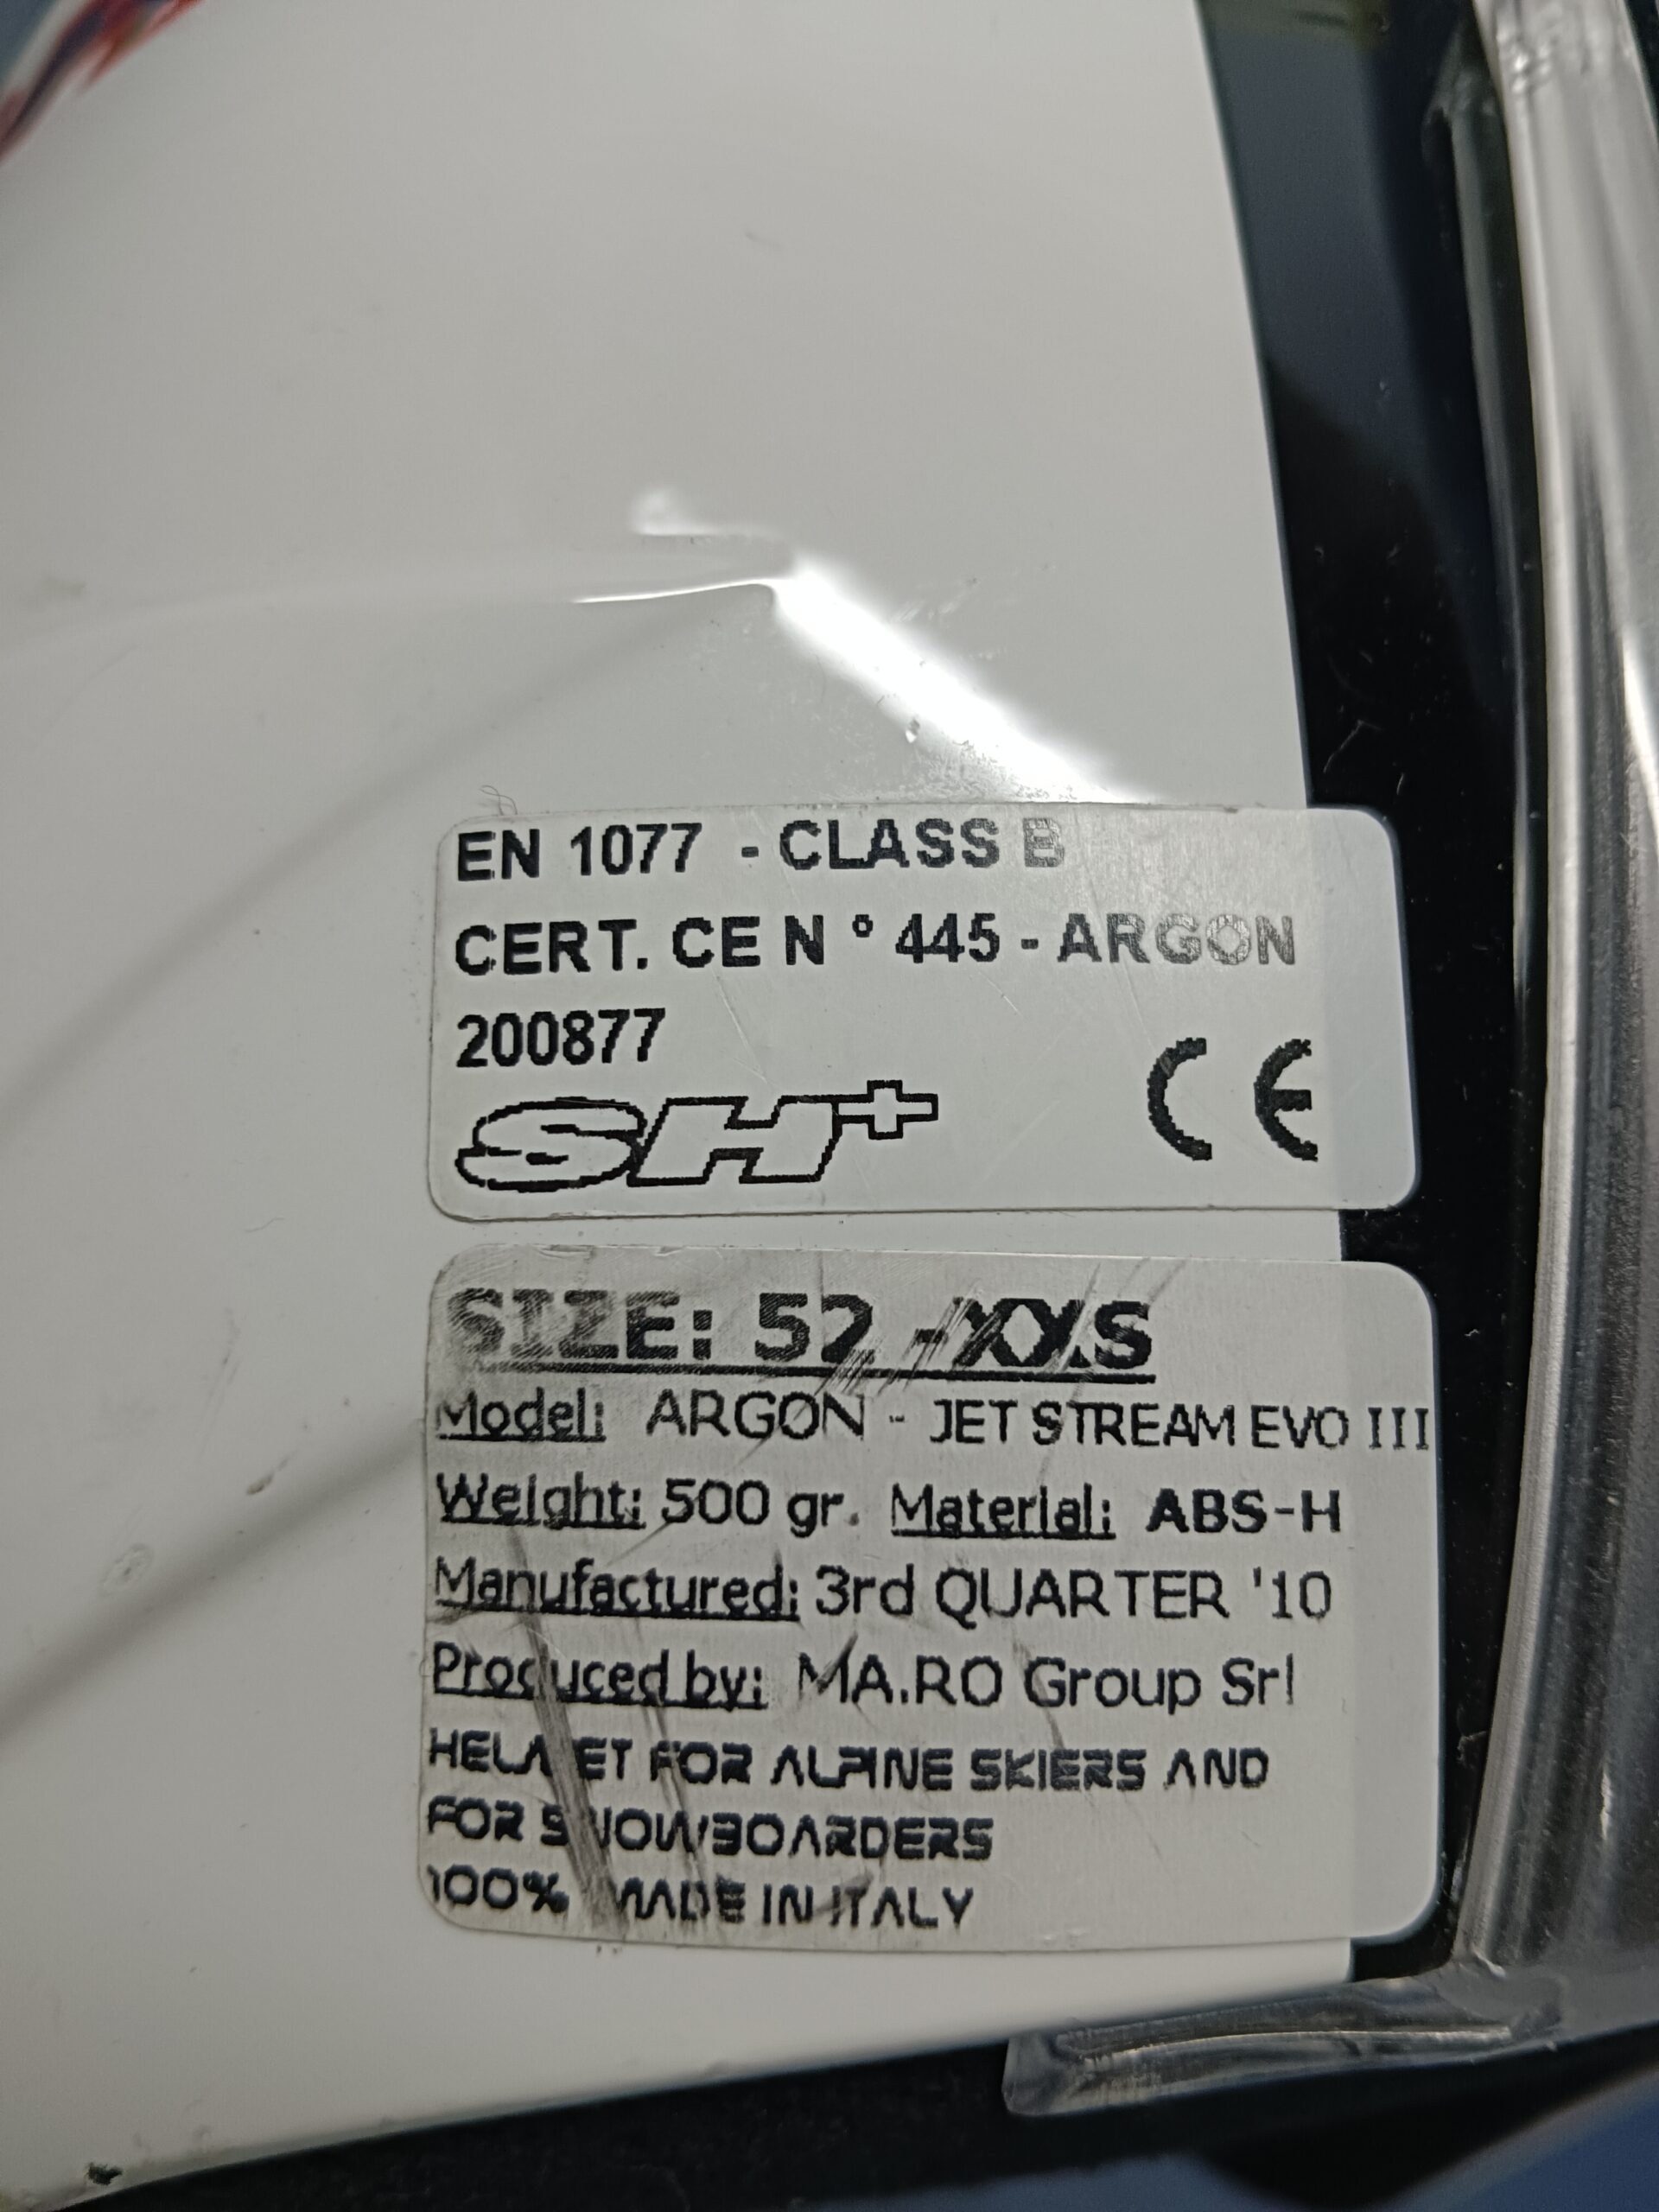 EN 1077 - CLASS B
CERT. CE N° 445 - ARGON
200877
SH+
CE
SIZE: 52 -XXS
Model: ARGON - JET STREAM EVO III
Weight: 500 gr. Material: ABS-H
Manufactured: 3rd QUARTER '10
Produced by: MA.RO Group Srl
HELMET FOR ALPINE SKIERS AND
FOR SNOWBOARDERS
100% MADE IN ITALY